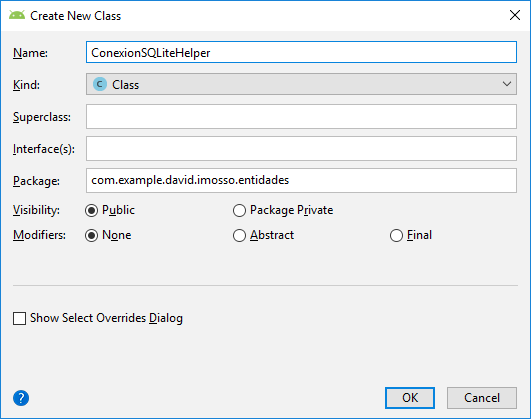 Create New Class
Name: ConexionSQLiteHelper
Kind: C Class
Superclass:
Interface(s):
Package: com.example.david.imosso.entidades
Visibility: Public Package Private
Modifiers: None Abstract Final
Show Select Overrides Dialog
? OK Cancel